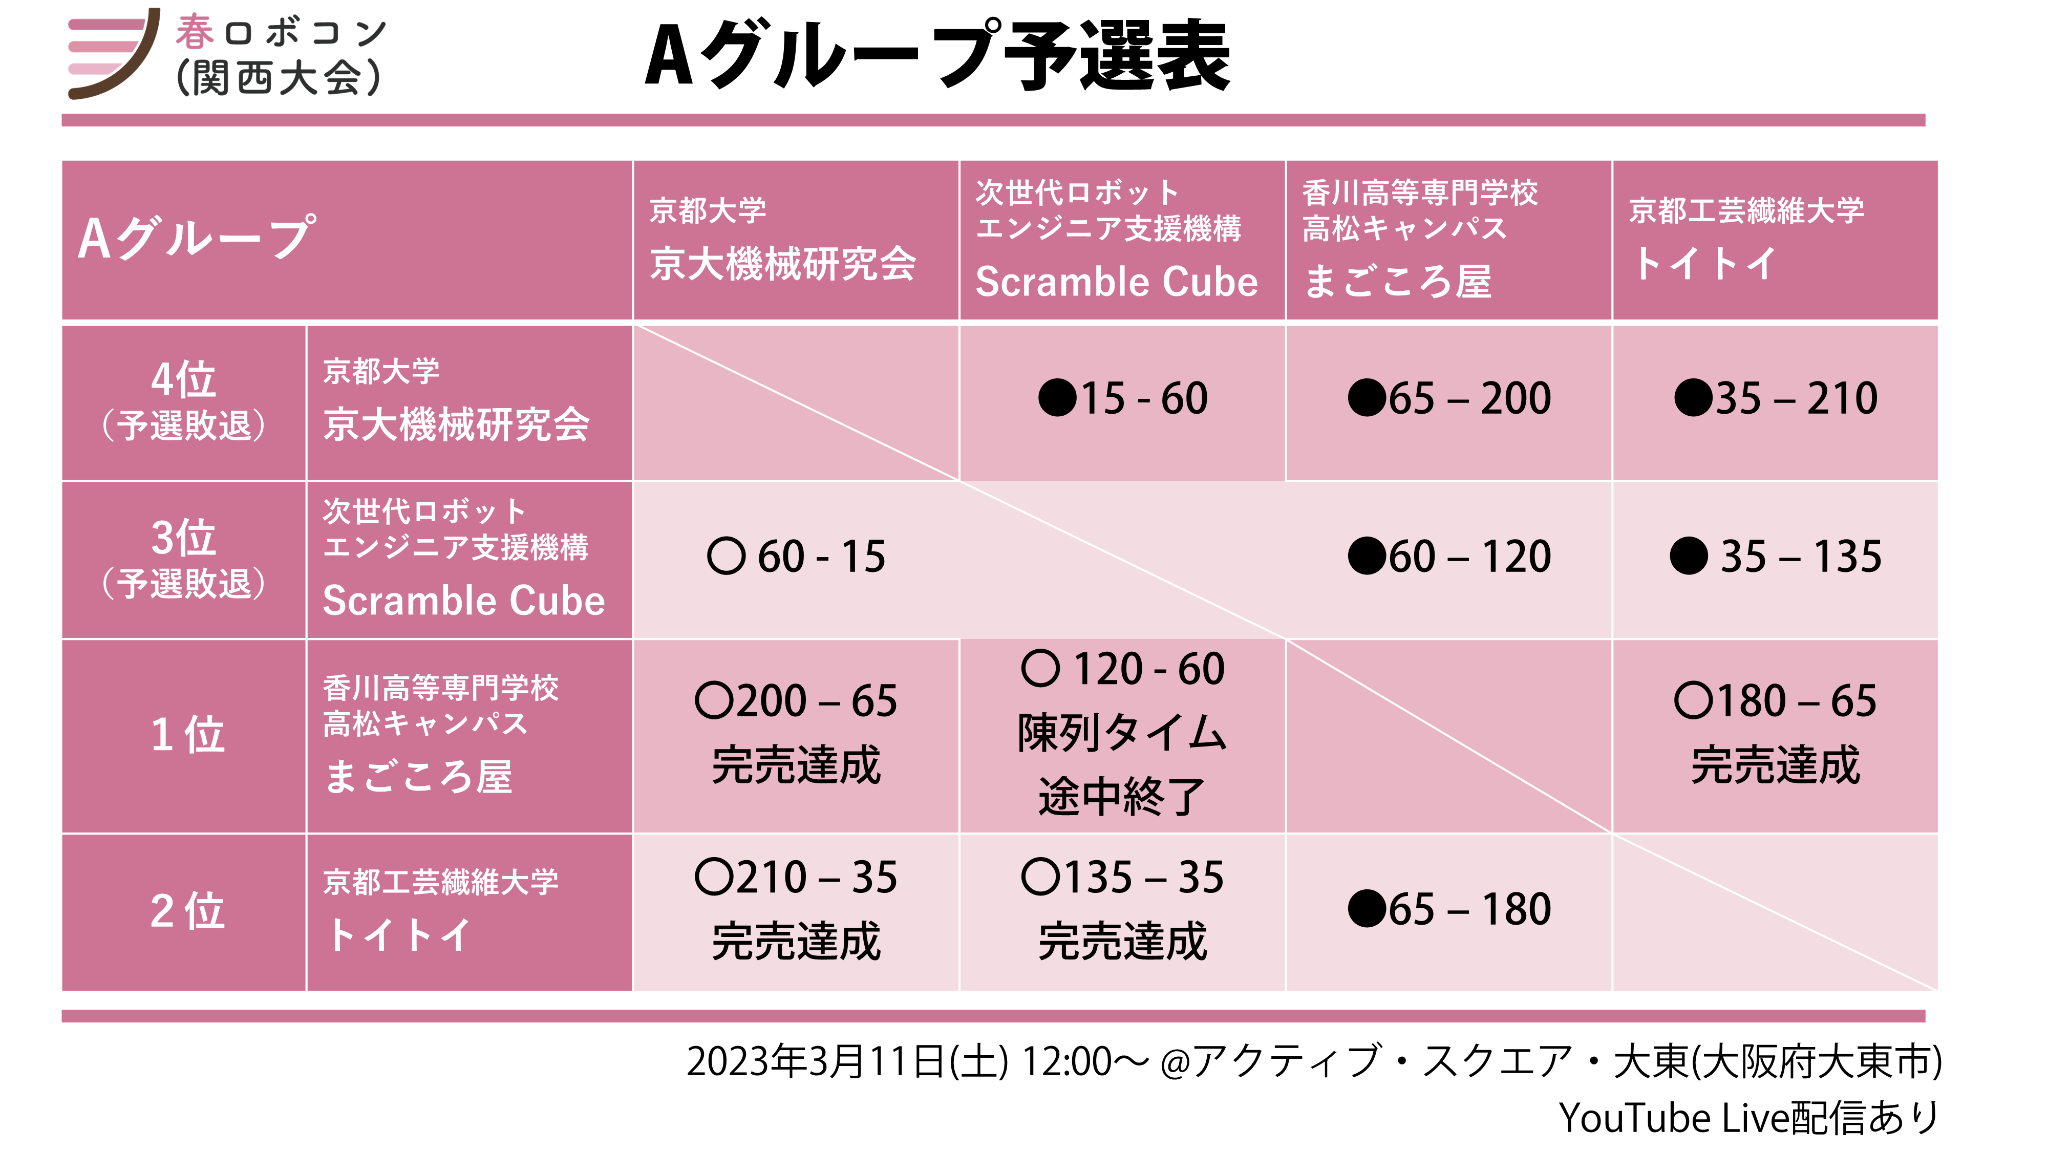 春ロボコン
(関西大会)
Aグループ予選表
Aグループ
京都大学
京大機械研究会
次世代ロボット
エンジニア支援機構
Scramble Cube
香川高等専門学校
高松キャンパス
まごころ屋
京都工芸繊維大学
トイトイ
4位
（予選敗退）
京都大学
京大機械研究会
●15 - 60
●65 – 200
●35 – 210
3位
（予選敗退）
次世代ロボット
エンジニア支援機構
Scramble Cube
○ 60 - 15
●60 – 120
● 35 – 135
1位
香川高等専門学校
高松キャンパス
まごころ屋
○200 – 65
完売達成
○ 120 - 60
陳列タイム
途中終了
○180 – 65
完売達成
2位
京都工芸繊維大学
トイトイ
○210 – 35
完売達成
○135 – 35
完売達成
●65 – 180
2023年3月11日(土) 12:00～ @アクティブ・スクエア・大東(大阪府大東市)
YouTube Live配信あり